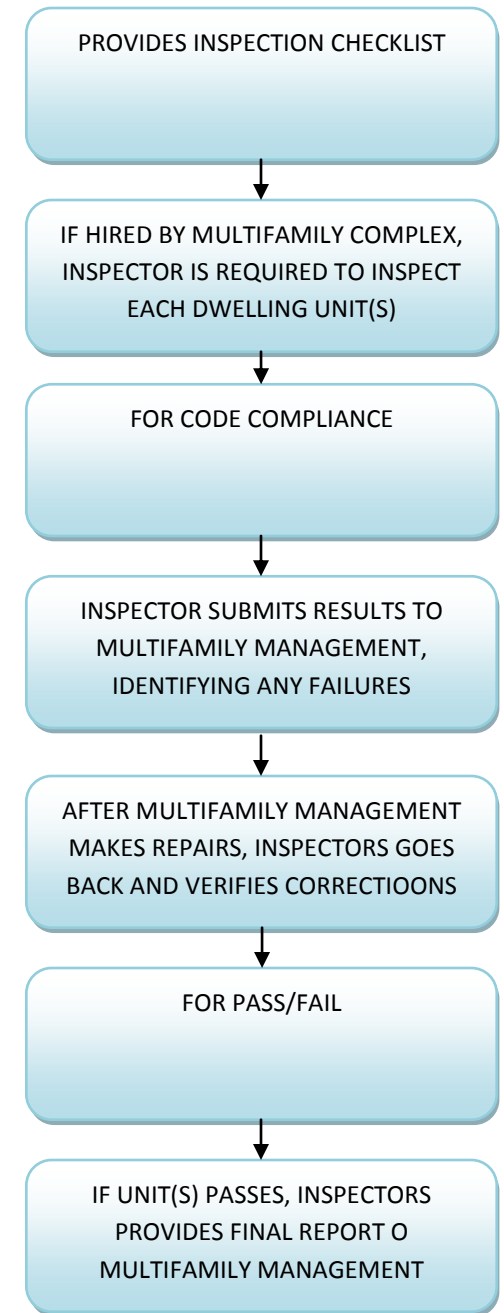 PROVIDES INSPECTION CHECKLIST
IF HIRED BY MULTIFAMILY COMPLEX,
INSPECTOR IS REQUIRED TO INSPECT
EACH DWELLING UNIT(S)
FOR CODE COMPLIANCE
INSPECTOR SUBMITS RESULTS TO
MULTIFAMILY MANAGEMENT,
IDENTIFYING ANY FAILURES
AFTER MULTIFAMILY MANAGEMENT
MAKES REPAIRS, INSPECTORS GOES
BACK AND VERIFIES CORRECTIOONS
FOR PASS/FAIL
IF UNIT(S) PASSES, INSPECTORS
PROVIDES FINAL REPORT O
MULTIFAMILY MANAGEMENT